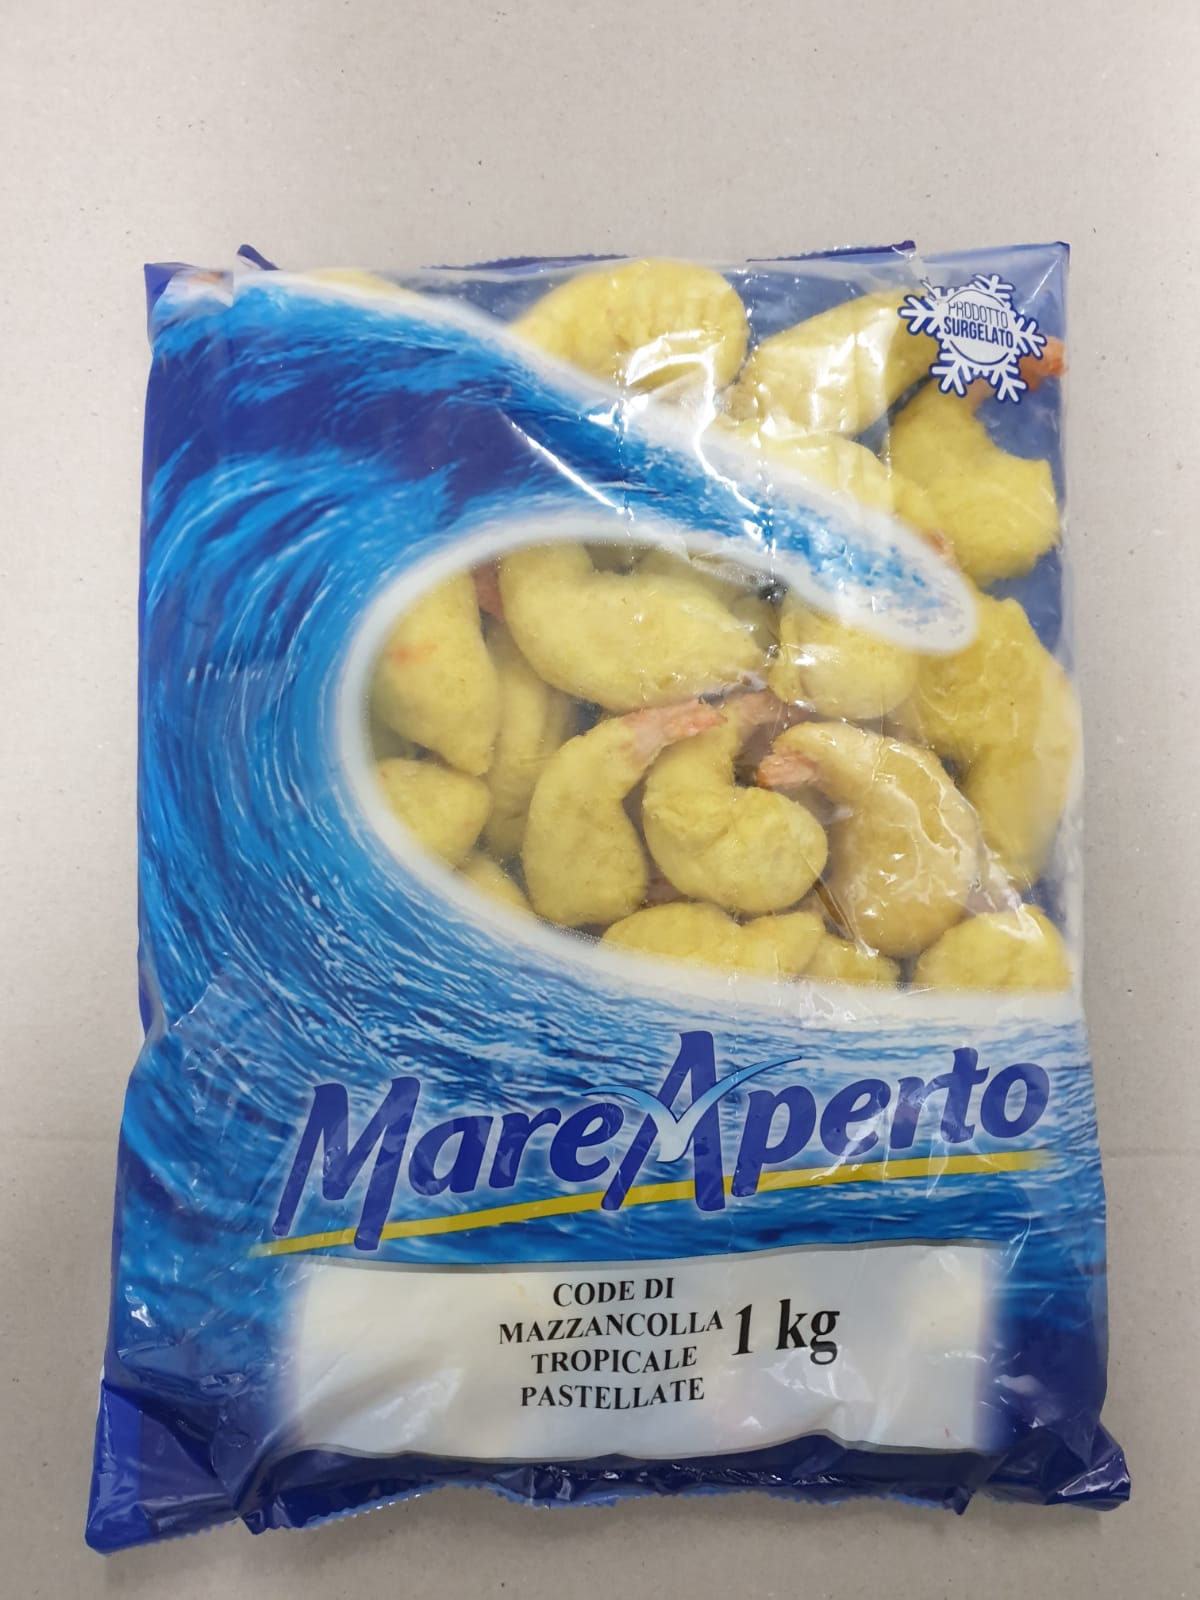 PRODOTTO
SURGELATO
MareAperto
CODE DI
MAZZANCOLLA
TROPICALE
PASTELLATE
1 kg